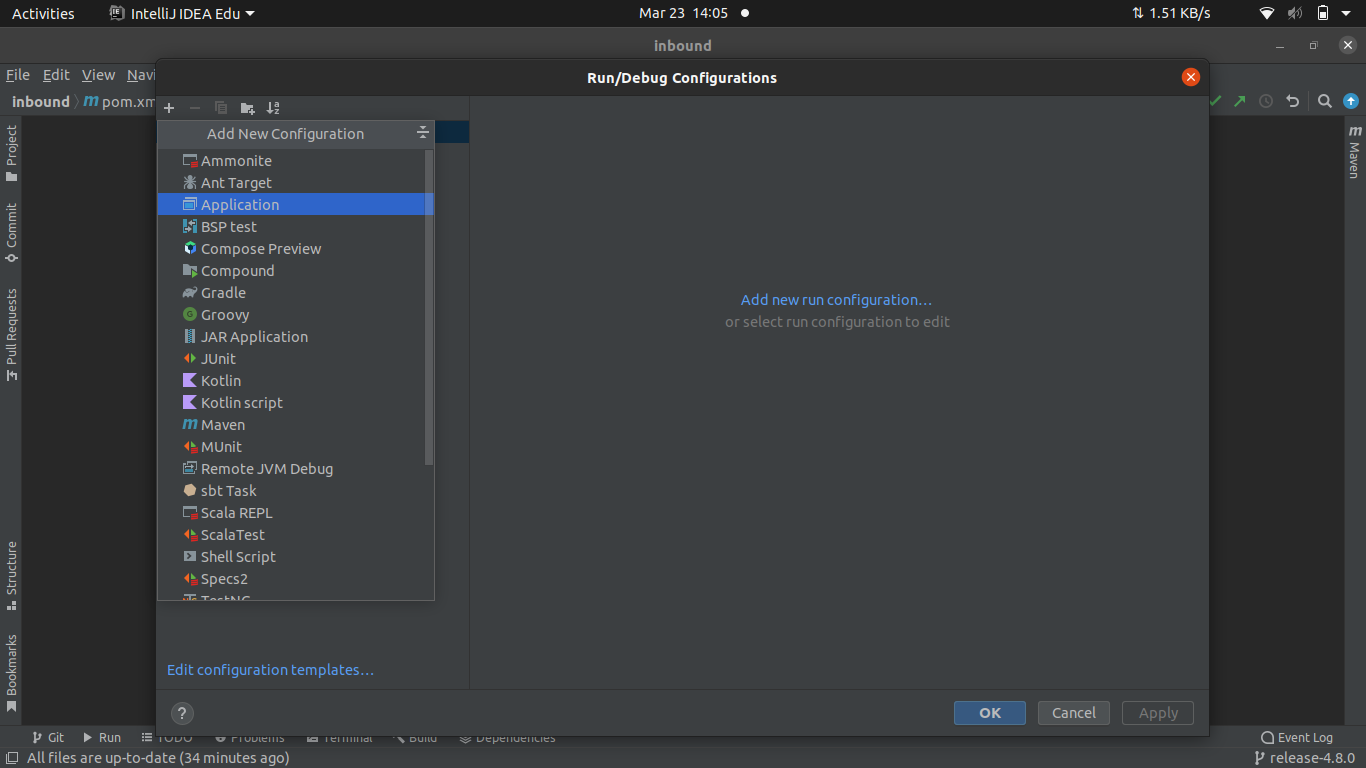 Activities IntelliJ IDEA Edu Mar 23 14:05 1.51 KB/s
inbound
File Edit View Navi
Run/Debug Configurations
inbound m pom.xm
Add New Configuration
Ammonite
Ant Target
Application
BSP test
Compose Preview
Compound
Gradle
Groovy
JAR Application
JUnit
Kotlin
Kotlin script
Maven
MUnit
Remote JVM Debug
sbt Task
Scala REPL
ScalaTest
Shell Script
Specs2
TestNG
Add new run configuration...
or select run configuration to edit
Edit configuration templates...
? OK Cancel Apply
Project
Commit
Pull Requests
Structure
Bookmarks
m Maven
Git Run TODO Problems Terminal Build Dependencies Event Log
All files are up-to-date (34 minutes ago) release-4.8.0